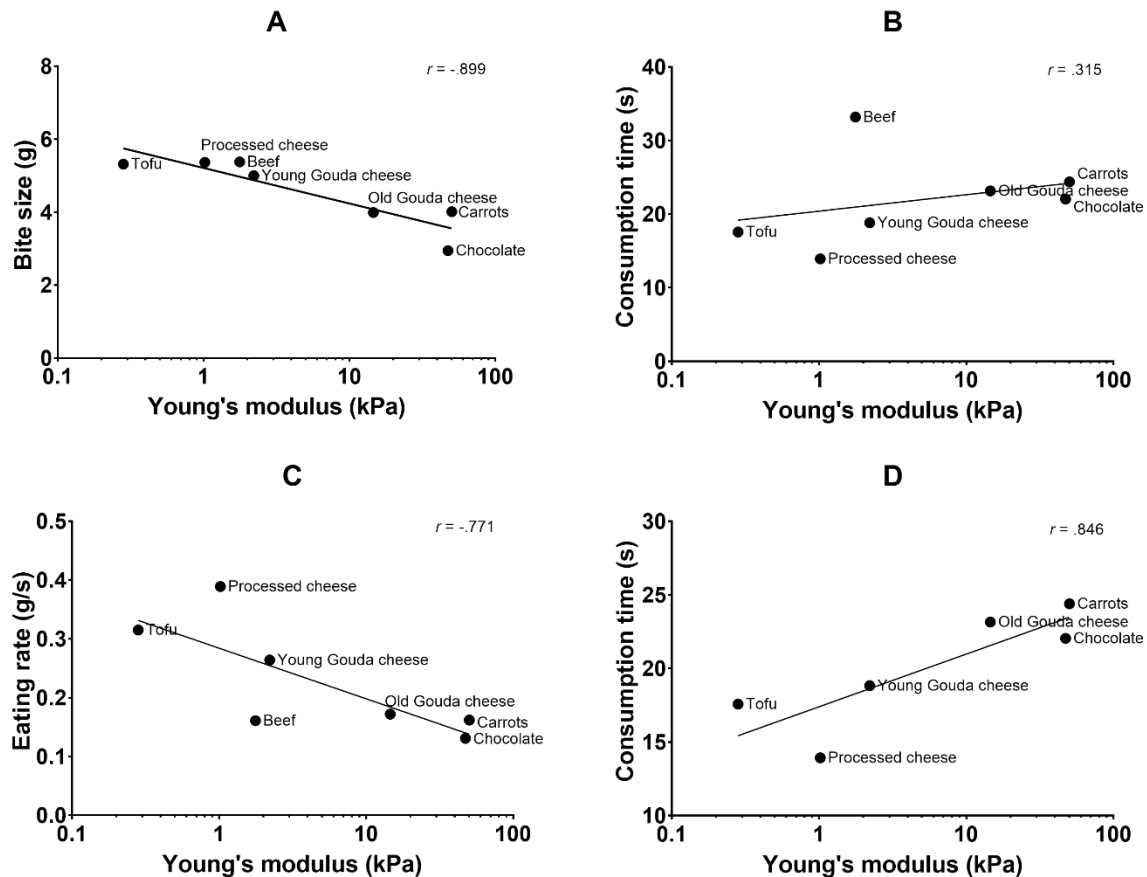 A
r = -.899
8
6
4
2
0
Bite size (g)
Processed cheese
Tofu
Beef
Young Gouda cheese
Old Gouda cheese
Carrots
Chocolate
0.1 1 10 100
Young's modulus (kPa)
B
r = .315
40
30
20
10
0
Consumption time (s)
Beef
Carrots
Old Gouda cheese
Chocolate
Tofu
Young Gouda cheese
Processed cheese
0.1 1 10 100
Young's modulus (kPa)
C
r = -.771
0.5
0.4
0.3
0.2
0.1
0.0
Eating rate (g/s)
Processed cheese
Tofu
Young Gouda cheese
Beef
Old Gouda cheese
Carrots
Chocolate
0.1 1 10 100
Young's modulus (kPa)
D
r = .846
30
25
20
15
10
Consumption time (s)
Carrots
Old Gouda cheese
Chocolate
Young Gouda cheese
Tofu
Processed cheese
0.1 1 10 100
Young's modulus (kPa)